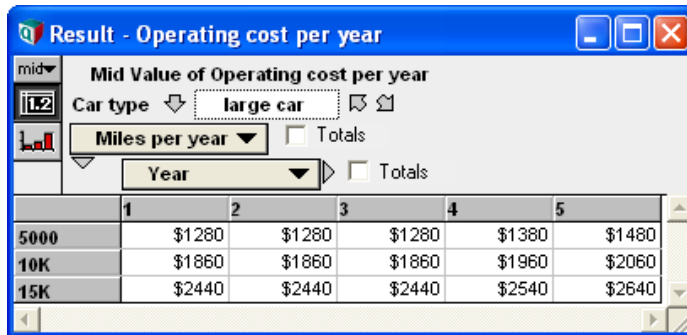 Result - Operating cost per year
mid
Mid Value of Operating cost per year
1.2
Car type large car
Miles per year Totals
Year Totals
1 2 3 4 5
5000 $1280 $1280 $1280 $1380 $1480
10K $1860 $1860 $1860 $1960 $2060
15K $2440 $2440 $2440 $2540 $2640